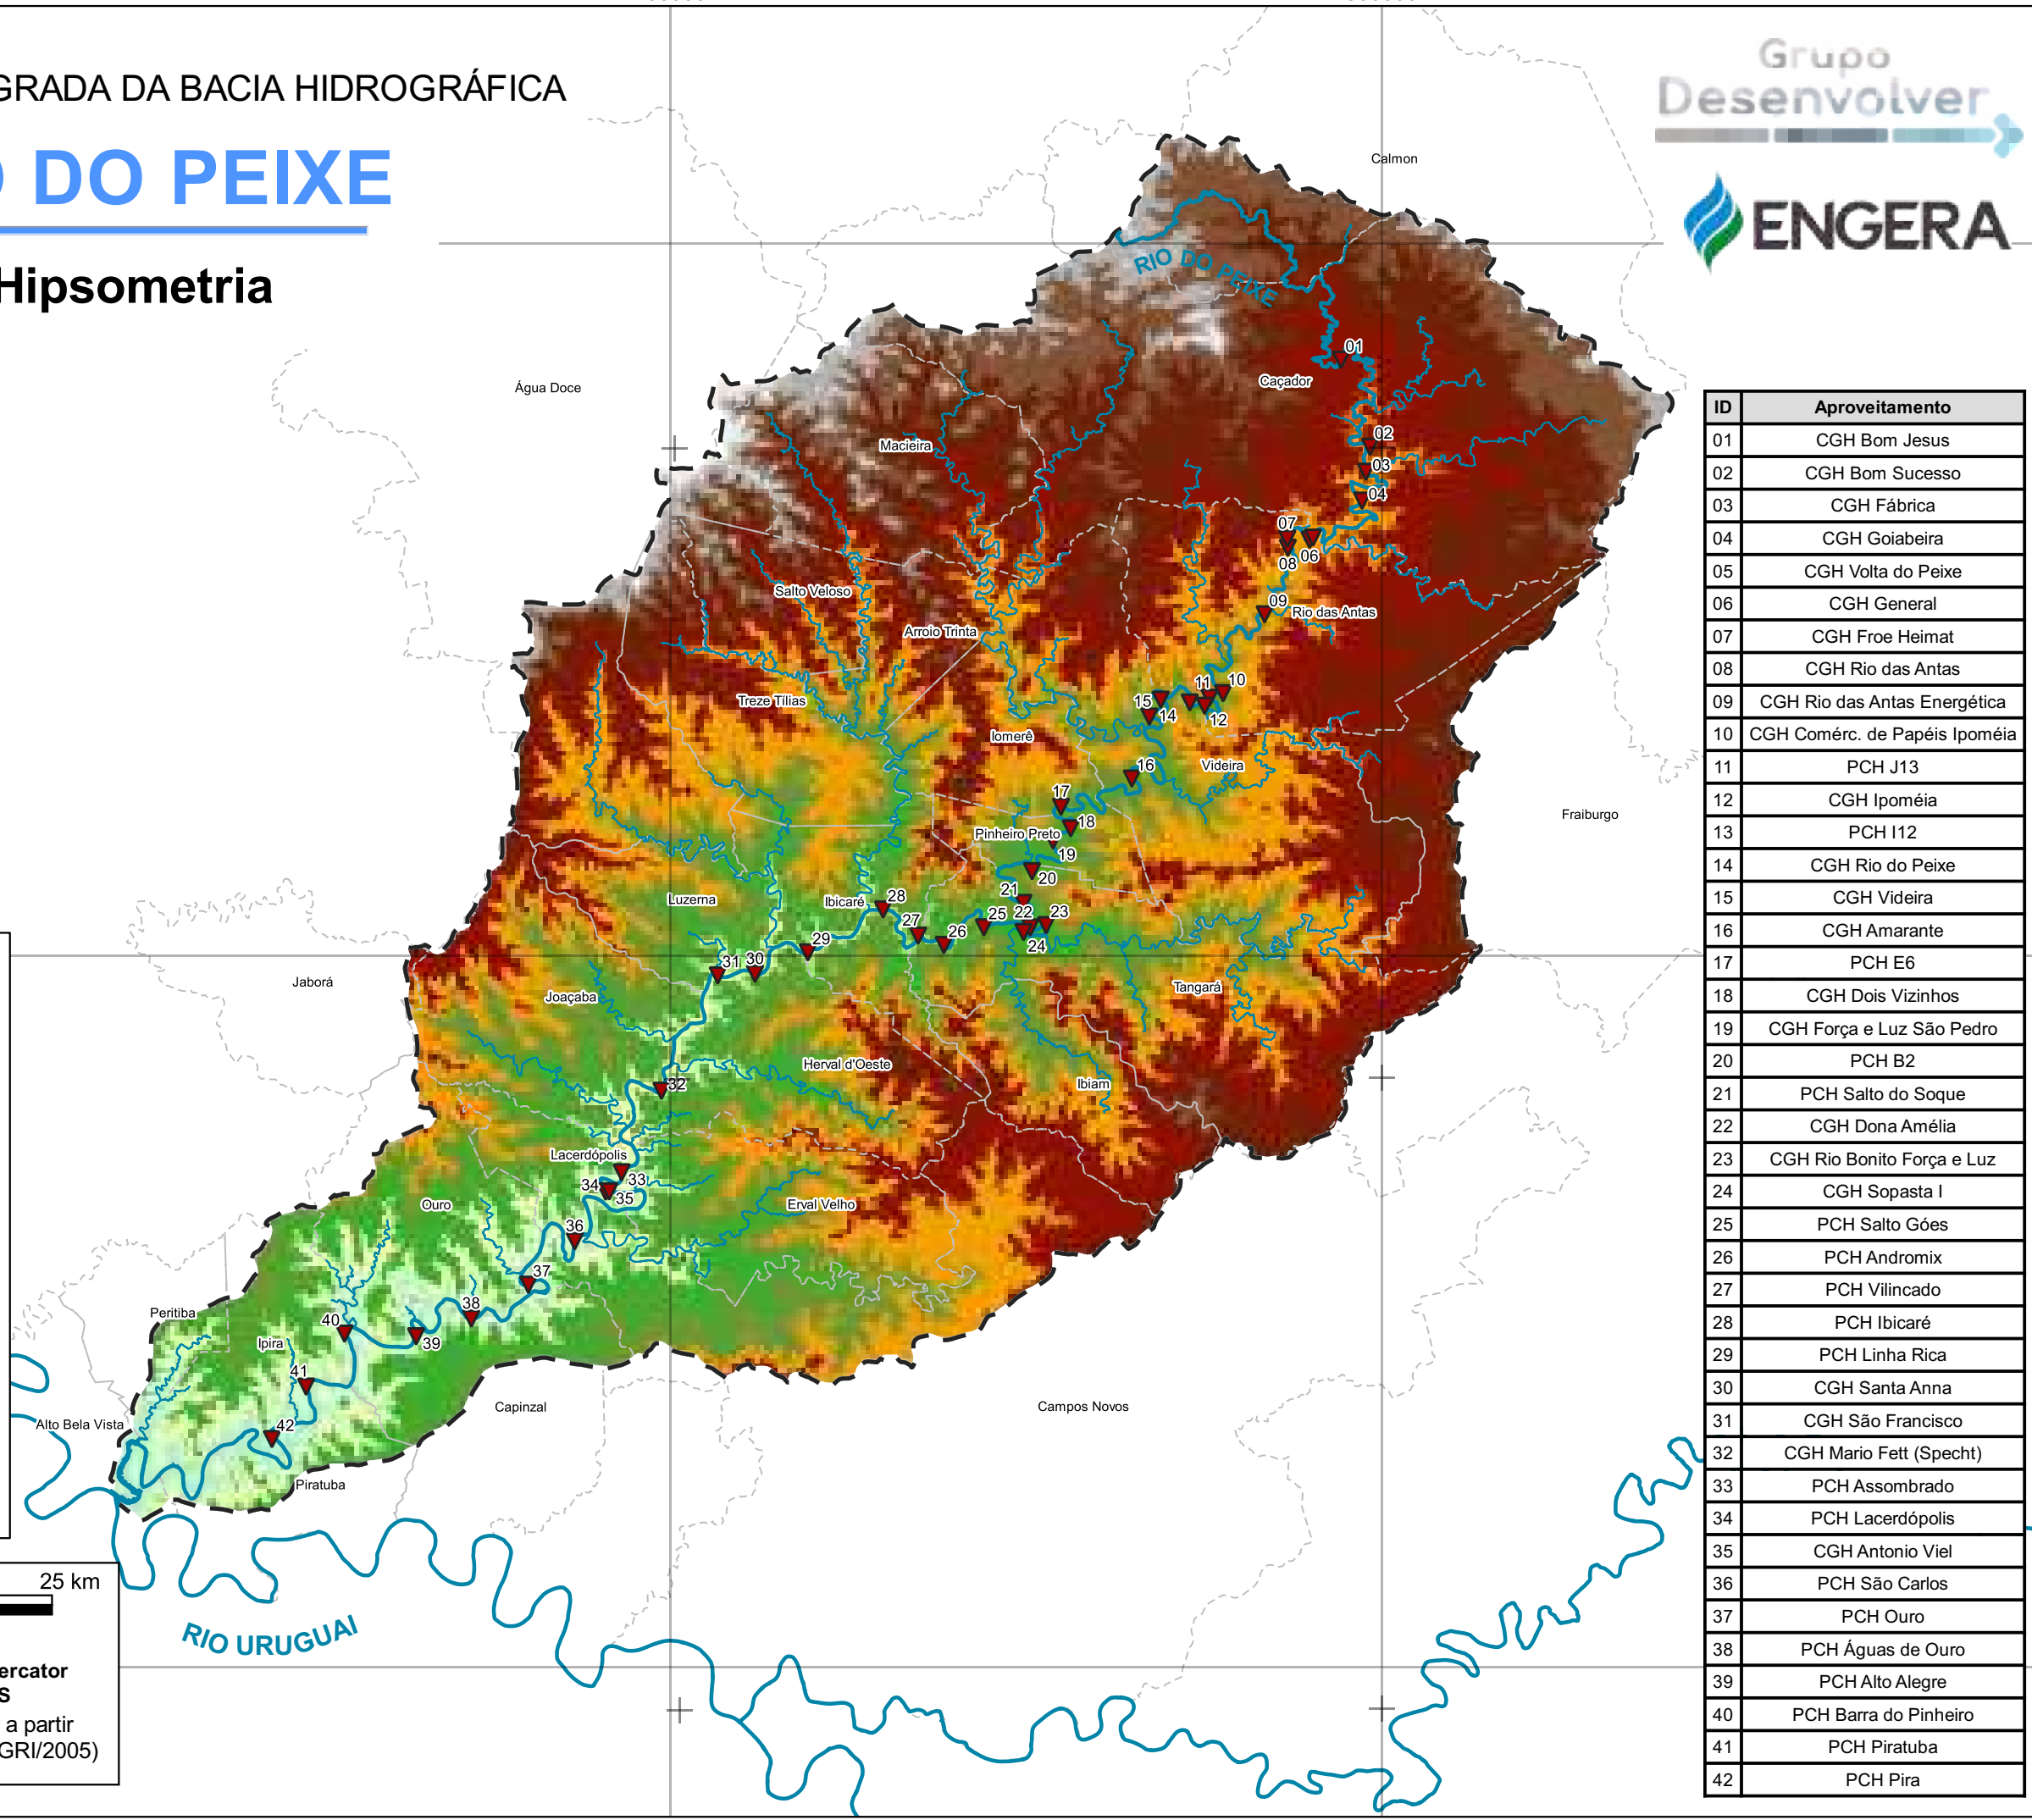 GRADA DA BACIA HIDROGRÁFICA
DO PEIXE
Hipsometria
Grupo
Desenvolver
ENGERA
Calmon
RIO DO PEIXE
01
Caçador
Água Doce
Macieira
02
03
04
07
06
08
Salto Veloso
09
Rio das Antas
Arroio Trinta
Treze Tílias
11
10
15
14
12
Iomerê
16
Videira
17
18
Pinheiro Preto
Fraiburgo
19
20
21
Luzerna
Ibicaré
28
25
22
23
27
26
24
29
31
30
Jaborá
Joaçaba
Tangará
Herval d'Oeste
32
Ibiam
Lacerdópolis
33
34
35
Ouro
Erval Velho
36
37
Peritiba
38
40
39
Ipira
41
Capinzal
Campos Novos
Alto Bela Vista
42
Piratuba
RIO URUGUAI
25 km
ercator
S
a partir
GRI/2005)
ID Aproveitamento
01 CGH Bom Jesus
02 CGH Bom Sucesso
03 CGH Fábrica
04 CGH Goiabeira
05 CGH Volta do Peixe
06 CGH General
07 CGH Froe Heimat
08 CGH Rio das Antas
09 CGH Rio das Antas Energética
10 CGH Comérc. de Papéis Ipoméia
11 PCH J13
12 CGH Ipoméia
13 PCH I12
14 CGH Rio do Peixe
15 CGH Videira
16 CGH Amarante
17 PCH E6
18 CGH Dois Vizinhos
19 CGH Força e Luz São Pedro
20 PCH B2
21 PCH Salto do Soque
22 CGH Dona Amélia
23 CGH Rio Bonito Força e Luz
24 CGH Sopasta I
25 PCH Salto Góes
26 PCH Andromix
27 PCH Vilincado
28 PCH Ibicaré
29 PCH Linha Rica
30 CGH Santa Anna
31 CGH São Francisco
32 CGH Mario Fett (Specht)
33 PCH Assombrado
34 PCH Lacerdópolis
35 CGH Antonio Viel
36 PCH São Carlos
37 PCH Ouro
38 PCH Águas de Ouro
39 PCH Alto Alegre
40 PCH Barra do Pinheiro
41 PCH Piratuba
42 PCH Pira